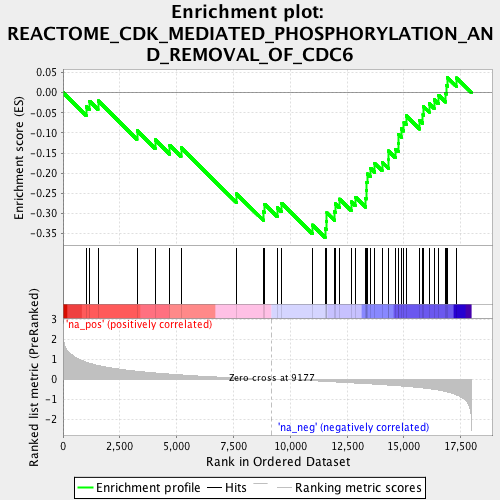 Enrichment plot:
REACTOME_CDK_MEDIATED_PHOSPHORYLATION_AN
D_REMOVAL_OF_CDC6
Enrichment score (ES)
0.05
0.00
-0.05
-0.10
-0.15
-0.20
-0.25
-0.30
-0.35
'na_pos' (positively correlated)
Ranked list metric (PreRanked)
3
2
1
0
-1
-2
Zero cross at 9177
'na_neg' (negatively correlated)
0
2,500
5,000
7,500
10,000
12,500
15,000
17,500
Rank in Ordered Dataset
Enrichment profile
Hits
Ranking metric scores